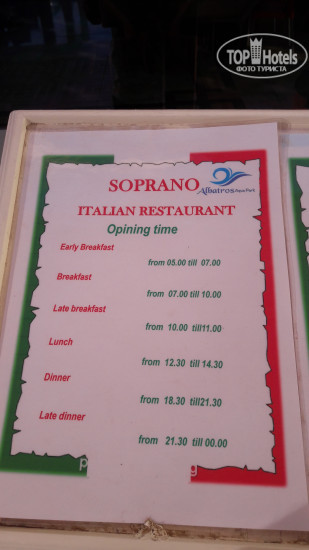 TOP Hotels
ФОТО ТУРИСТА
SOPRANO
Albatros Aqua Park
ITALIAN RESTAURANT
Opining time
Early Breakfast
from 05.00 till 07.00
Breakfast
from 07.00 till 10.00
Late breakfast
from 10.00 till11.00
Lunch
from 12.30 till 14.30
Dinner
from 18.30 till21.30
Late dinner
from 21.30 till 00.00
p g